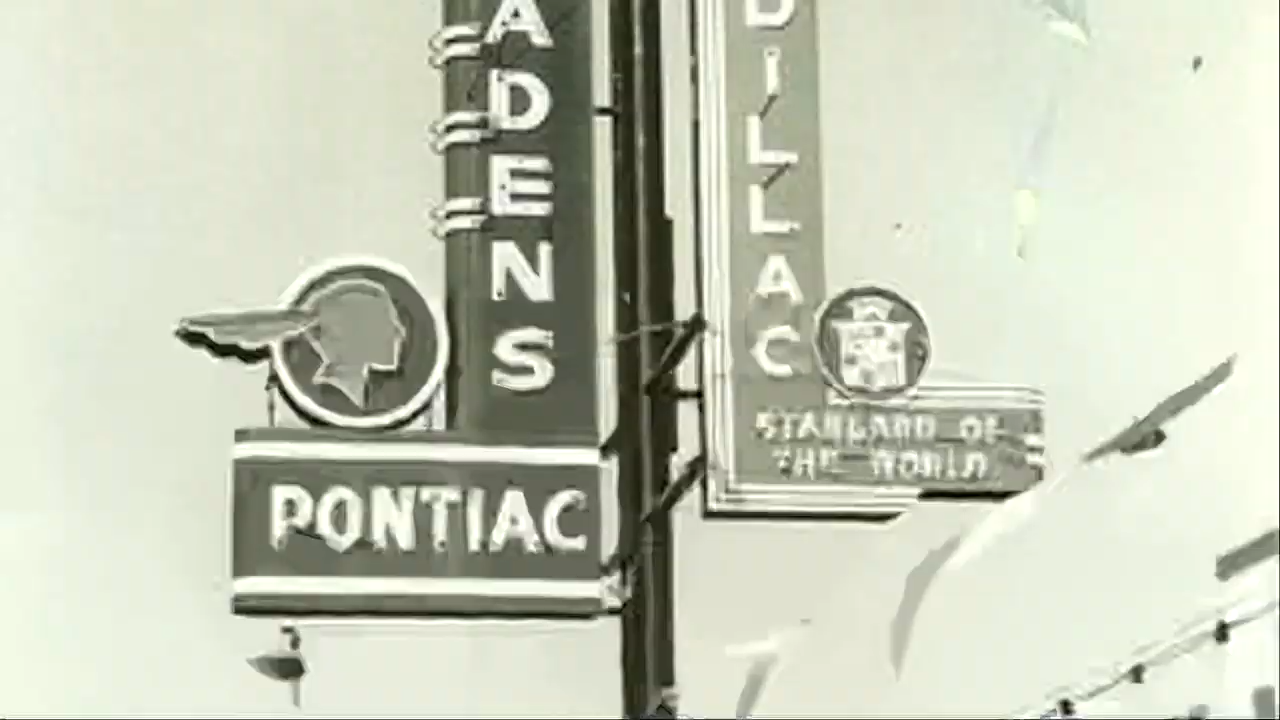 ADENS
PONTIAC
DILLAC
STANDARD OF
THE WORLD